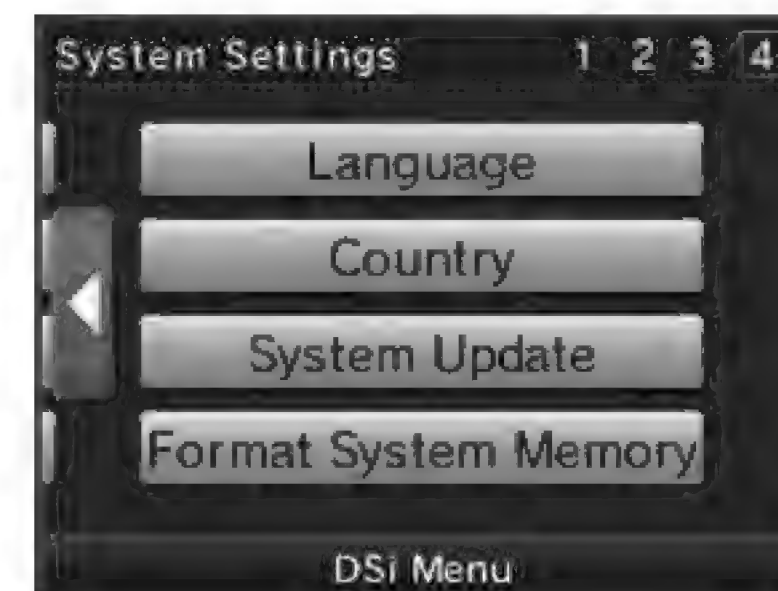 System Settings 1 2 3 4
Language
Country
System Update
Format System Memory
DSi Menu